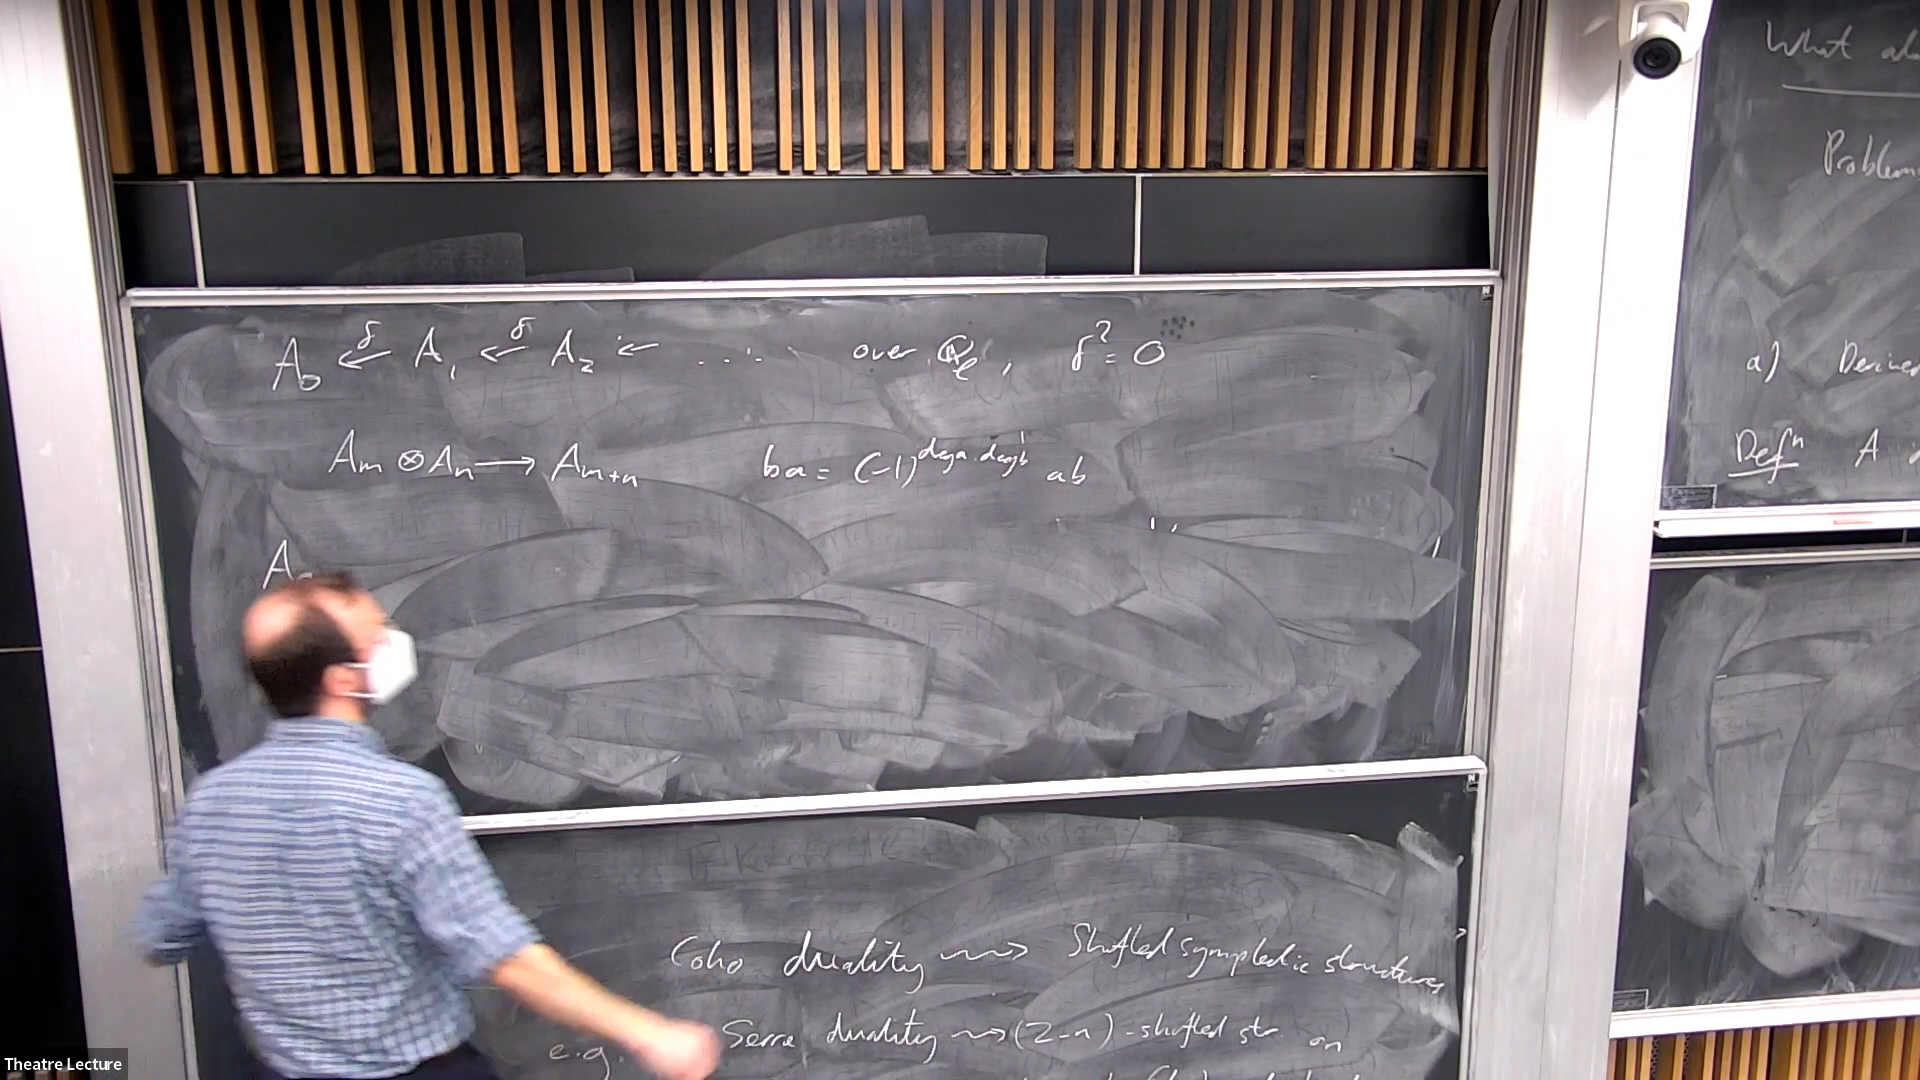 A₀ ←δ A₁ ←δ A₂ ← ..... over ℚ_ℓ, δ² = 0
Aₘ ⊗ Aₙ → Aₘ₊ₙ ba = (-1)^{deg a · deg b} ab
A
Coho duality ⇝ Shifted symplectic structures
e.g. Serre duality ⇝ (2-n)-shifted str. on
What
Problem
a) Derived
Defⁿ A
Theatre Lecture